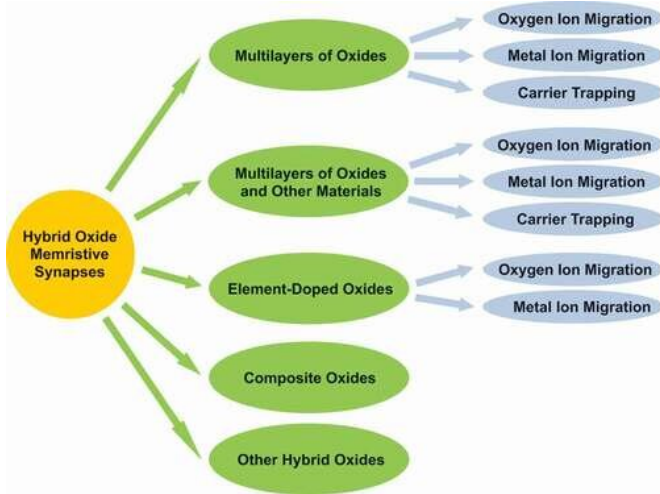 Hybrid Oxide
Memristive
Synapses
Multilayers of Oxides
Oxygen Ion Migration
Metal Ion Migration
Carrier Trapping
Multilayers of Oxides
and Other Materials
Oxygen Ion Migration
Metal Ion Migration
Carrier Trapping
Element-Doped Oxides
Oxygen Ion Migration
Metal Ion Migration
Composite Oxides
Other Hybrid Oxides